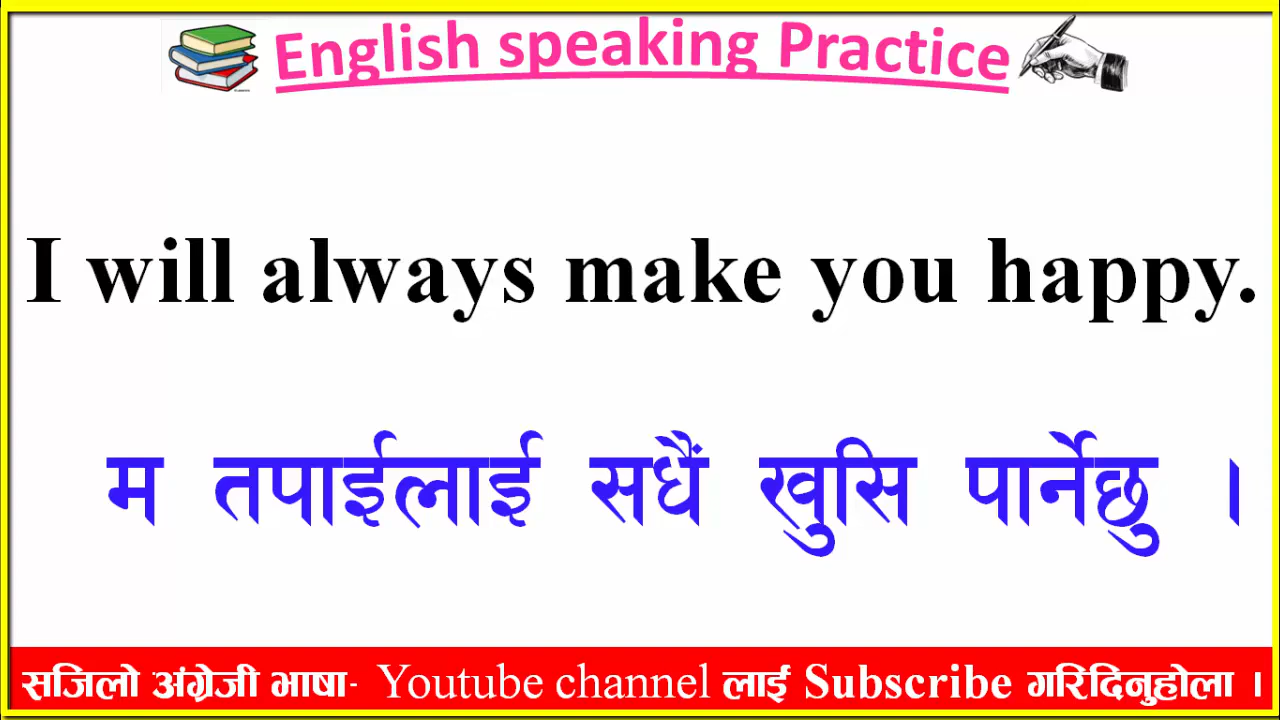 English speaking Practice
I will always make you happy.
म तपाईलाई सधैं खुसि पार्नेछु ।
सजिलो अंग्रेजी भाषा- Youtube channel लाई Subscribe गरिदिनुहोला ।